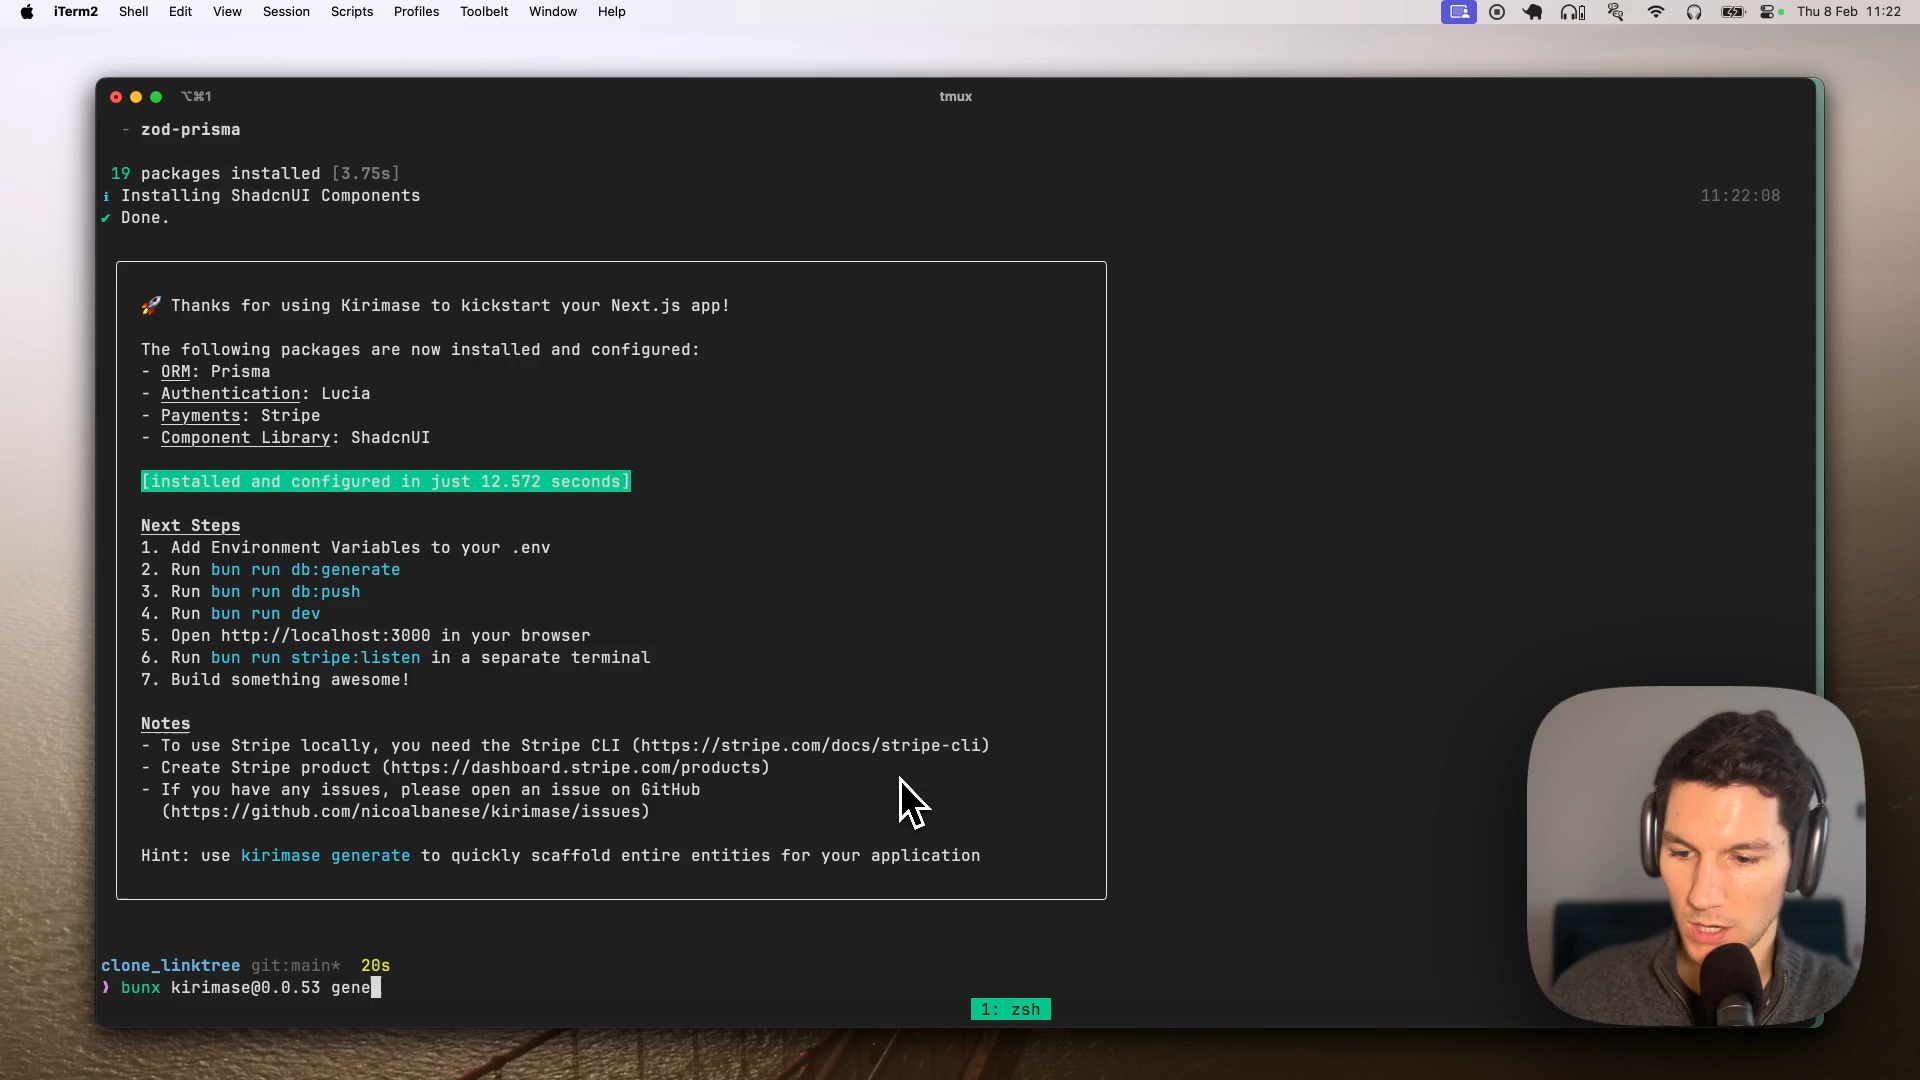 iTerm2 Shell Edit View Session Scripts Profiles Toolbelt Window Help Thu 8 Feb 11:22
⌥⌘1 tmux
- zod-prisma
19 packages installed [3.75s]
i Installing ShadcnUI Components 11:22:08
✔ Done.
🚀 Thanks for using Kirimase to kickstart your Next.js app!
The following packages are now installed and configured:
- ORM: Prisma
- Authentication: Lucia
- Payments: Stripe
- Component Library: ShadcnUI
[installed and configured in just 12.572 seconds]
Next Steps
1. Add Environment Variables to your .env
2. Run bun run db:generate
3. Run bun run db:push
4. Run bun run dev
5. Open http://localhost:3000 in your browser
6. Run bun run stripe:listen in a separate terminal
7. Build something awesome!
Notes
- To use Stripe locally, you need the Stripe CLI (https://stripe.com/docs/stripe-cli)
- Create Stripe product (https://dashboard.stripe.com/products)
- If you have any issues, please open an issue on GitHub
(https://github.com/nicoalbanese/kirimase/issues)
Hint: use kirimase generate to quickly scaffold entire entities for your application
clone_linktree git:main* 20s
❯ bunx kirimase@0.0.53 gene
1: zsh